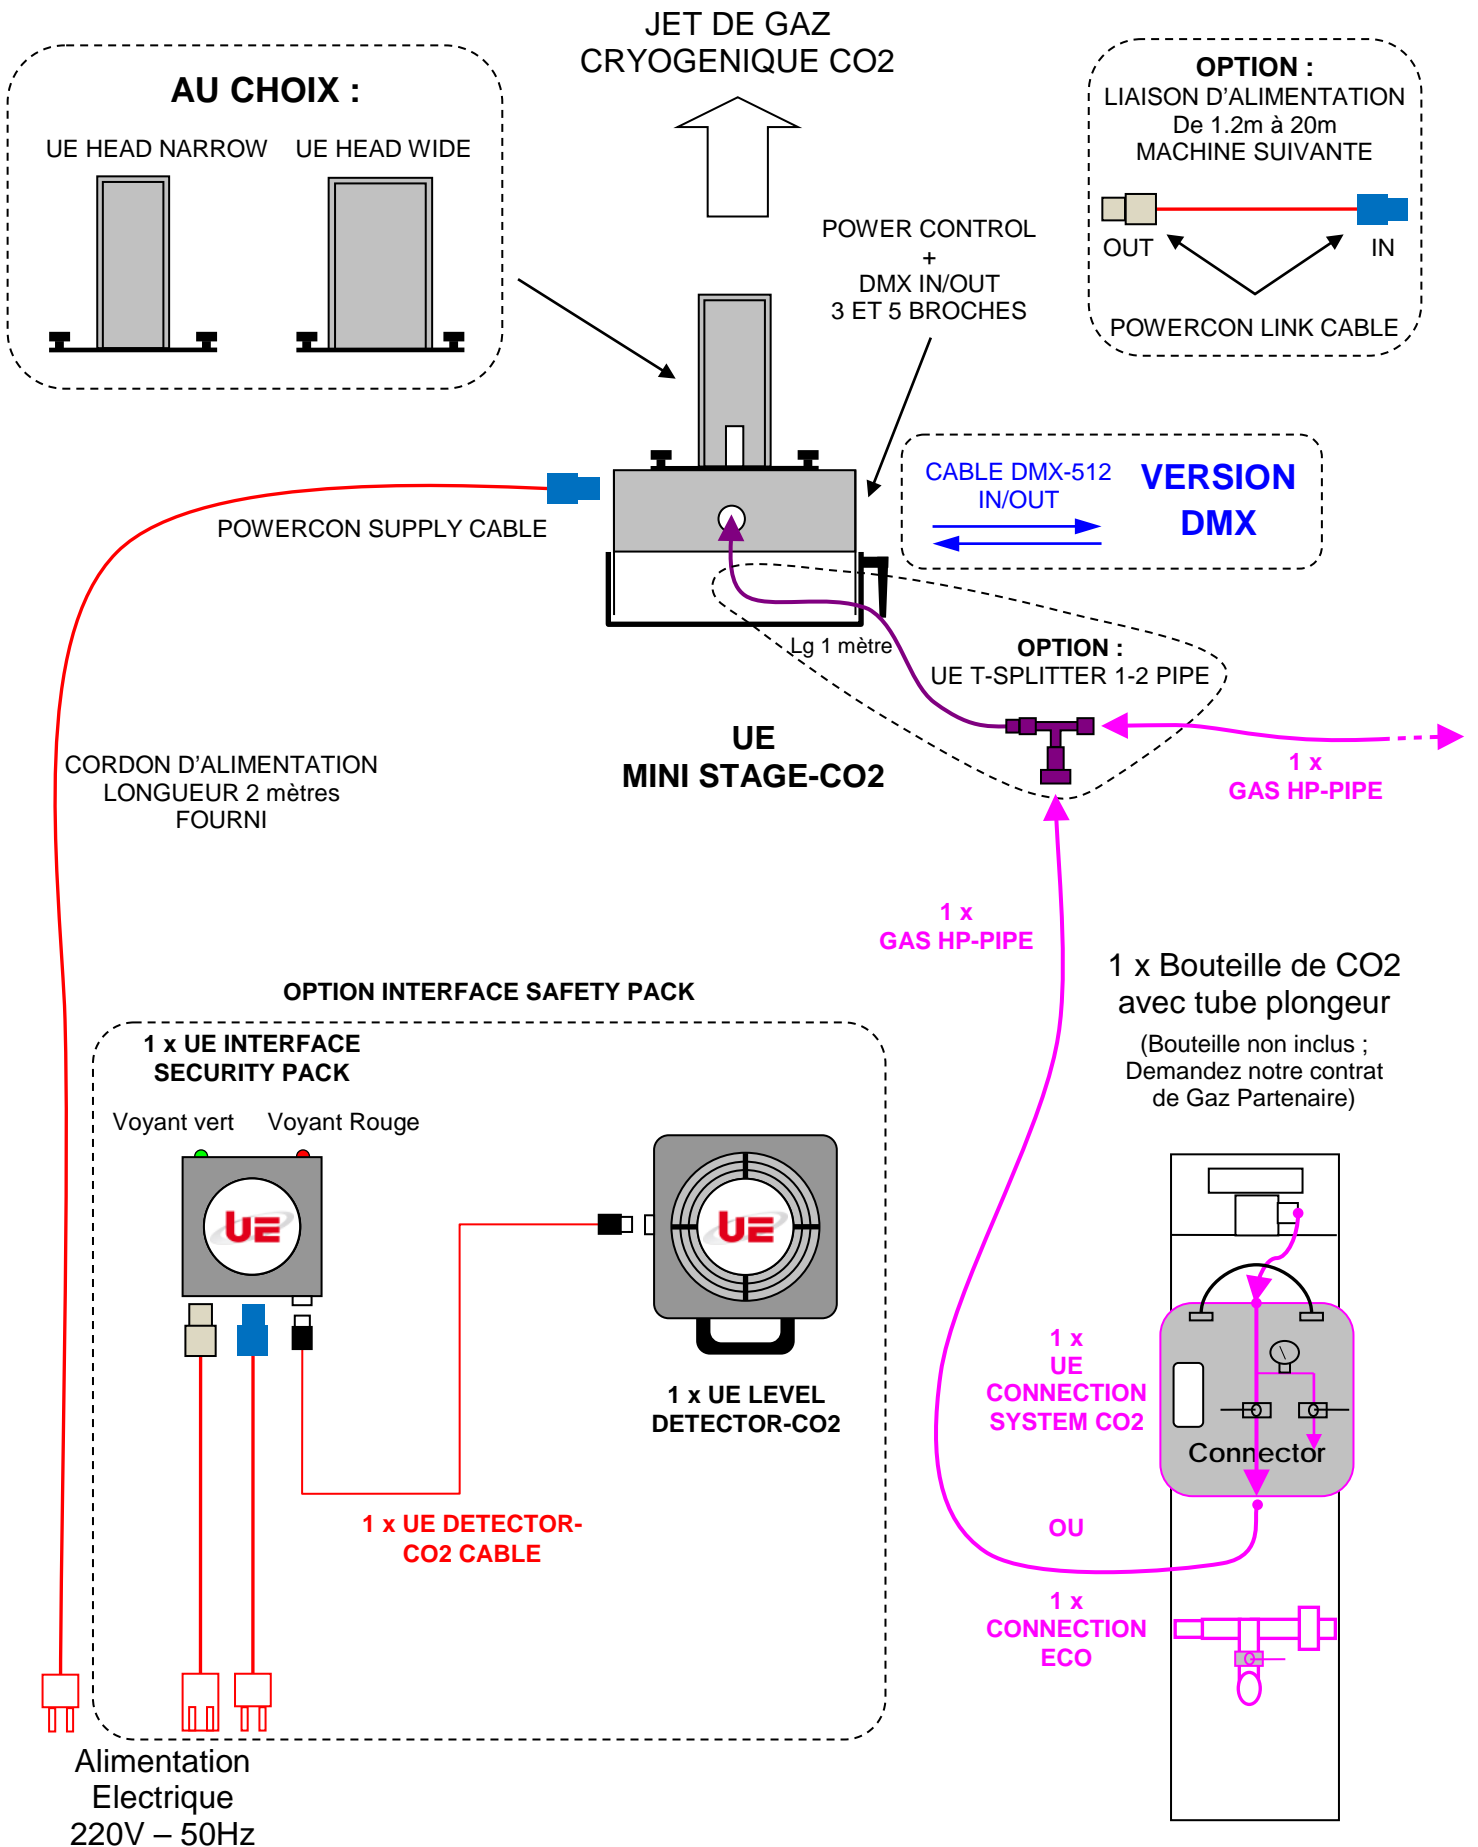 JET DE GAZ
CRYOGENIQUE CO2
AU CHOIX :
UE HEAD NARROW
UE HEAD WIDE
OPTION :
LIAISON D'ALIMENTATION
De 1.2m à 20m
MACHINE SUIVANTE
OUT
IN
POWERCON LINK CABLE
POWER CONTROL
+
DMX IN/OUT
3 ET 5 BROCHES
CABLE DMX-512
IN/OUT
VERSION
DMX
POWERCON SUPPLY CABLE
Lg 1 mètre
OPTION :
UE T-SPLITTER 1-2 PIPE
UE
MINI STAGE-CO2
CORDON D'ALIMENTATION
LONGUEUR 2 mètres
FOURNI
1 x
GAS HP-PIPE
1 x
GAS HP-PIPE
1 x Bouteille de CO2
avec tube plongeur
(Bouteille non inclus ;
Demandez notre contrat
de Gaz Partenaire)
OPTION INTERFACE SAFETY PACK
1 x UE INTERFACE
SECURITY PACK
Voyant vert
Voyant Rouge
UE
UE
1 x UE LEVEL
DETECTOR-CO2
1 x UE DETECTOR-
CO2 CABLE
1 x
UE
CONNECTION
SYSTEM CO2
Connector
OU
1 x
CONNECTION
ECO
Alimentation
Electrique
220V – 50Hz